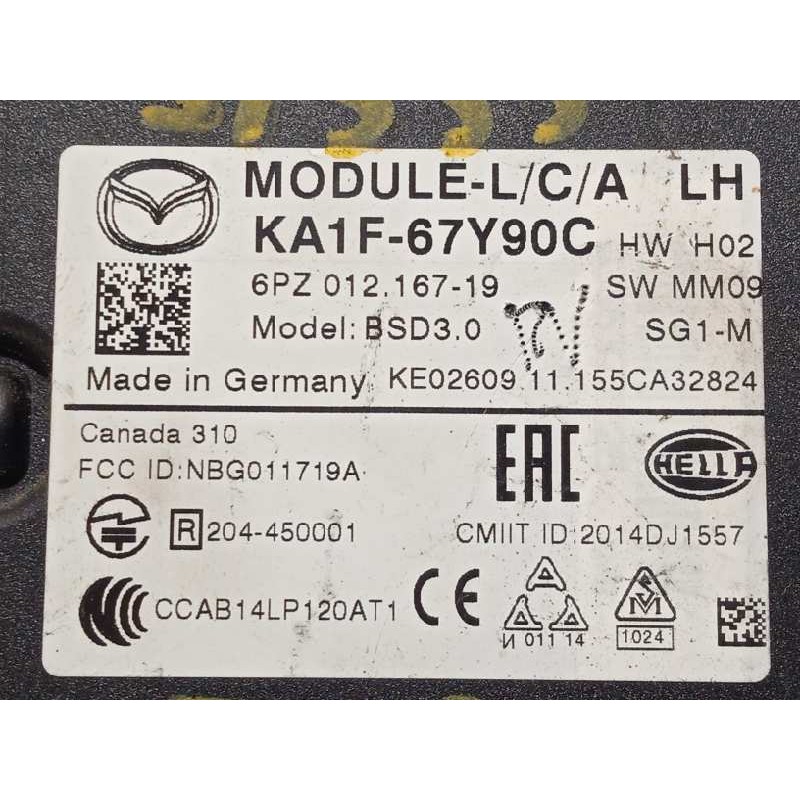 MODULE-L/C/A LH
KA1F-67Y90C HW H02
6PZ 012.167-19 SW MM09
Model: BSD3.0 SG1-M
Made in Germany KE02609.11.155CA32824
Canada 310
FCC ID:NBG011719A
EAC
HELLA
R 204-450001
CMIIT ID:2014DJ1557
CCAB14LP120AT1
CE
И 011 14
SM
1024